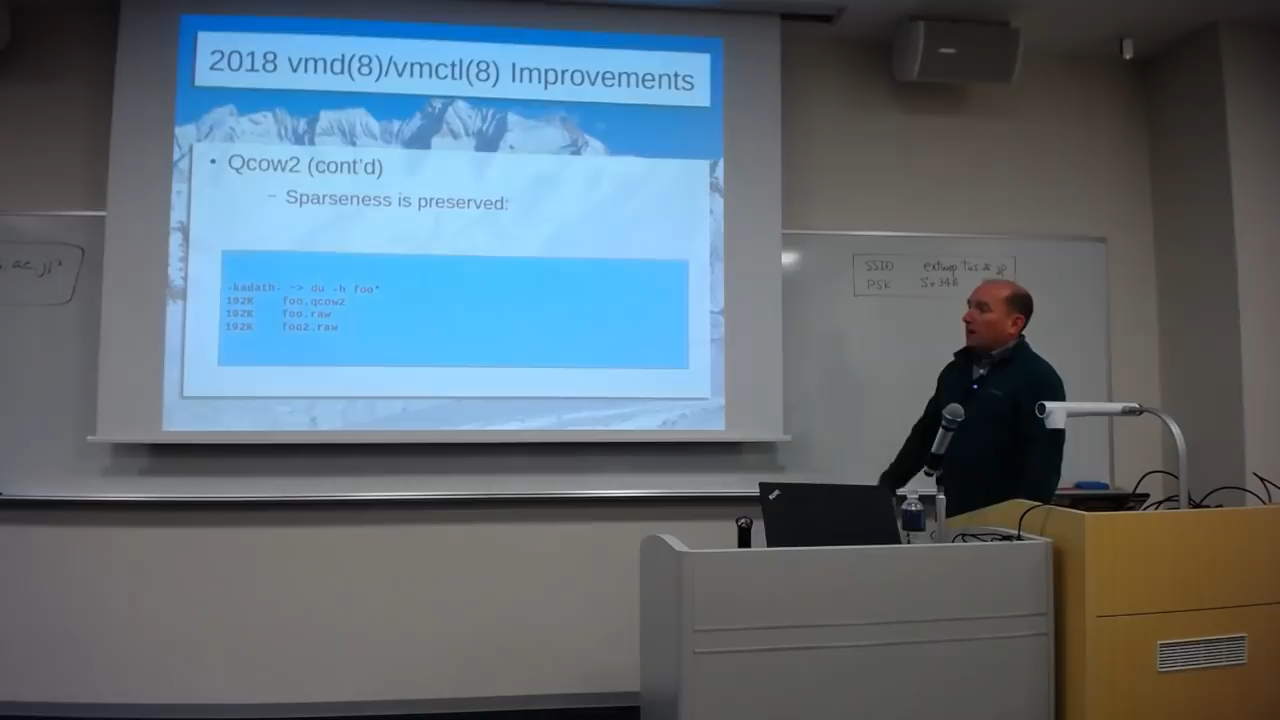 2018 vmd(8)/vmctl(8) Improvements
• Qcow2 (cont'd)
– Sparseness is preserved:
-kadath- ~> du -h foo*
192K foo.qcow2
192K foo.raw
192K foo2.raw
SSID
PSK